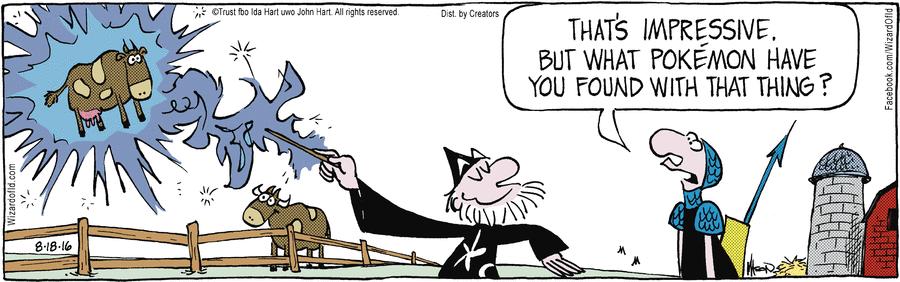 ©Trust fbo Ida Hart uwo John Hart. All rights reserved.
Dist. by Creators
THAT'S IMPRESSIVE.
BUT WHAT POKÉMON HAVE
YOU FOUND WITH THAT THING?
Facebook.com/WizardOfId
WizardofId.com
8-18-16